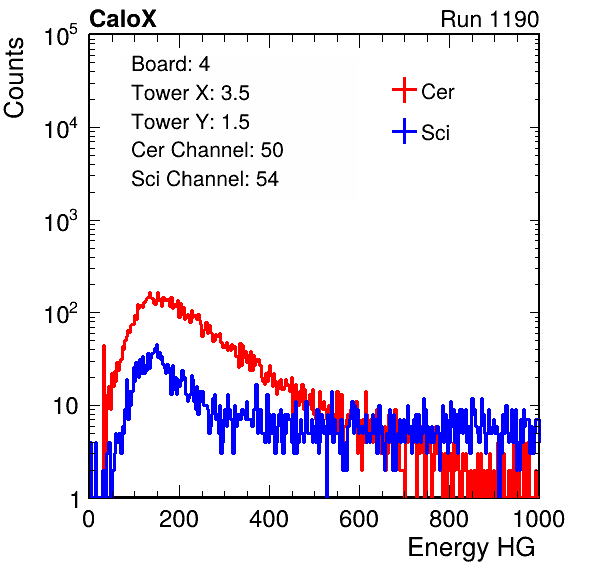 CaloX Run 1190
Counts
Board: 4
Tower X: 3.5
Tower Y: 1.5
Cer Channel: 50
Sci Channel: 54
Cer
Sci
10^5
10^4
10^3
10^2
10
1
0 200 400 600 800 1000
Energy HG